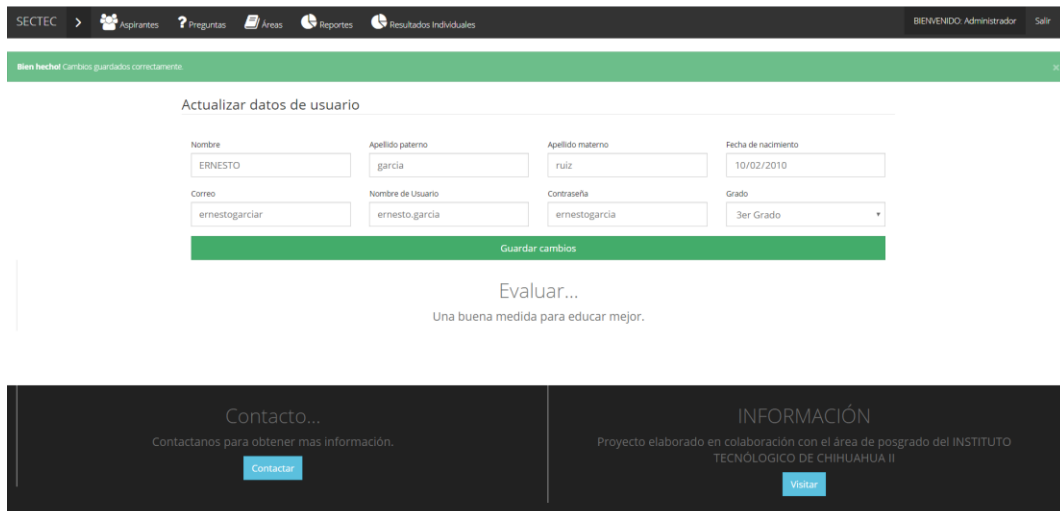 SECTEC > Aspirantes ? Preguntas Áreas Reportes Resultados Individuales BIENVENIDO: Administrador Salir
Bien hecho! Cambios guardados correctamente. ×
Actualizar datos de usuario
Nombre Apellido paterno Apellido materno Fecha de nacimiento
ERNESTO garcia ruiz 10/02/2010
Correo Nombre de Usuario Contraseña Grado
ernestogarciar ernesto.garcia ernestogarcia 3er Grado
Guardar cambios
Evaluar...
Una buena medida para educar mejor.
Contacto...
Contactanos para obtener mas información.
Contactar
INFORMACIÓN
Proyecto elaborado en colaboración con el área de posgrado del INSTITUTO
TECNÓLOGICO DE CHIHUAHUA II
Visitar